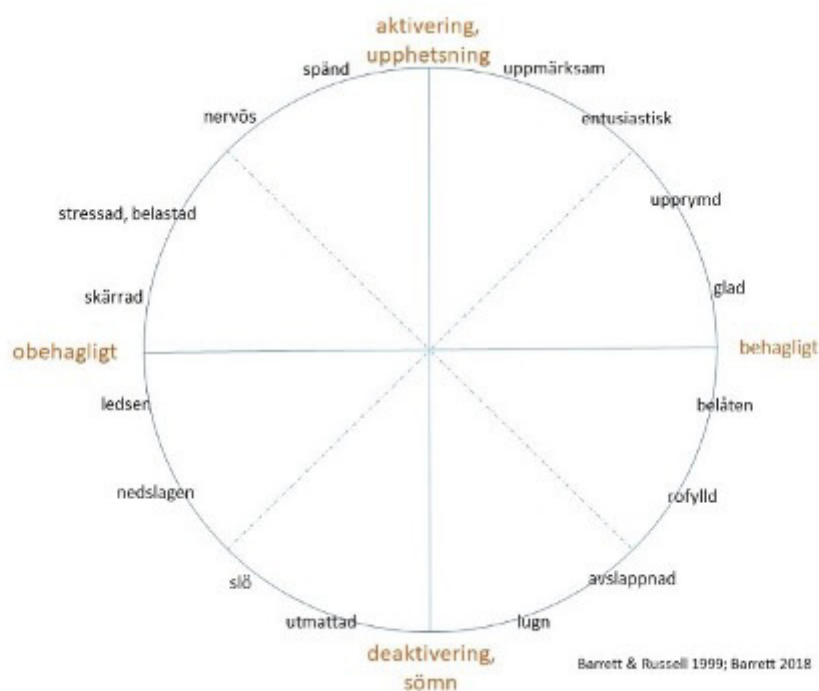 aktivering,
upphetsning
spänd
uppmärksam
nervös
entusiastisk
upprymd
stressad, belastad
glad
skärrad
obehagligt
behagligt
ledsen
belåten
nedslagen
rofylld
slö
avslappnad
utmattad
lugn
deaktivering,
sömn
Barrett & Russell 1999; Barrett 2018